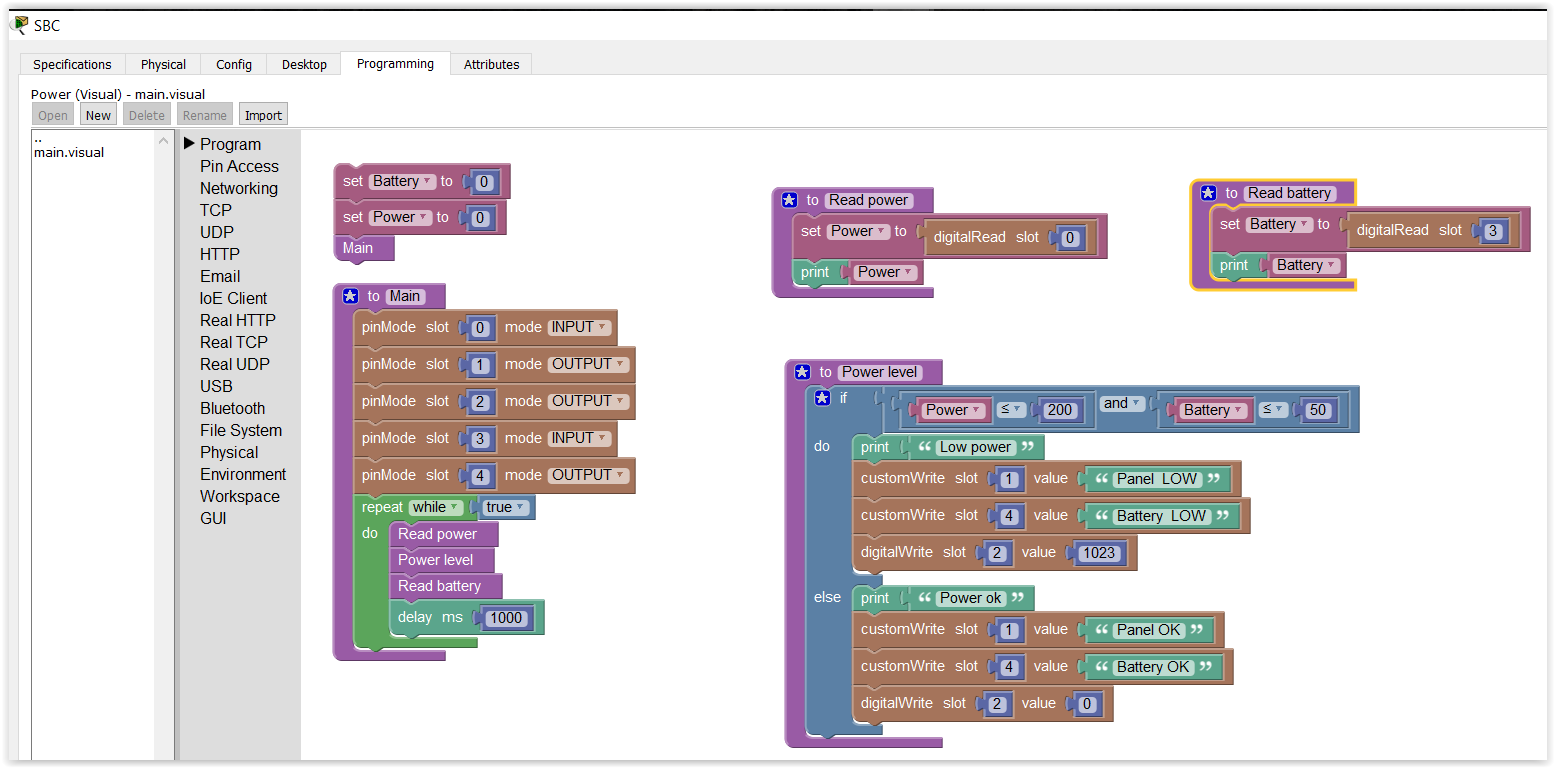 SBC
Specifications Physical Config Desktop Programming Attributes
Power (Visual) - main.visual
Open New Delete Rename Import
..
main.visual
Program
Pin Access
Networking
TCP
UDP
HTTP
Email
IoE Client
Real HTTP
Real TCP
Real UDP
USB
Bluetooth
File System
Physical
Environment
Workspace
GUI
set Battery to 0
set Power to 0
Main
to Main
pinMode slot 0 mode INPUT
pinMode slot 1 mode OUTPUT
pinMode slot 2 mode OUTPUT
pinMode slot 3 mode INPUT
pinMode slot 4 mode OUTPUT
repeat while true
do Read power
Power level
Read battery
delay ms 1000
to Read power
set Power to digitalRead slot 0
print Power
to Read battery
set Battery to digitalRead slot 3
print Battery
to Power level
if Power ≤ 200 and Battery ≤ 50
do print “ Low power ”
customWrite slot 1 value “ Panel LOW ”
customWrite slot 4 value “ Battery LOW ”
digitalWrite slot 2 value 1023
else print “ Power ok ”
customWrite slot 1 value “ Panel OK ”
customWrite slot 4 value “ Battery OK ”
digitalWrite slot 2 value 0